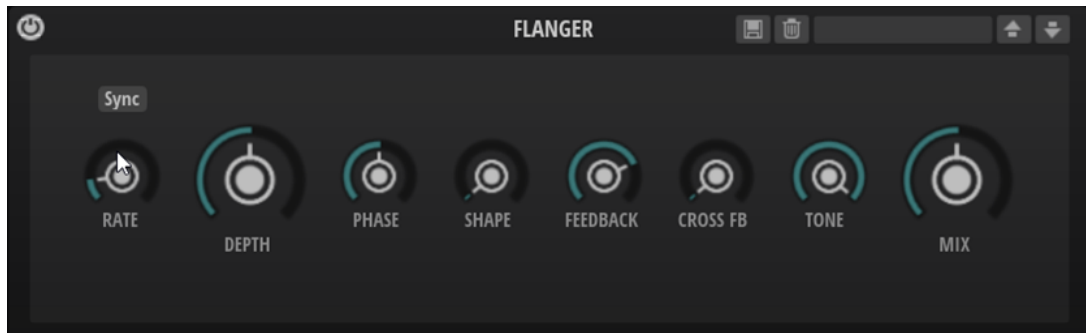 FLANGER
Sync
RATE
DEPTH
PHASE
SHAPE
FEEDBACK
CROSS FB
TONE
MIX